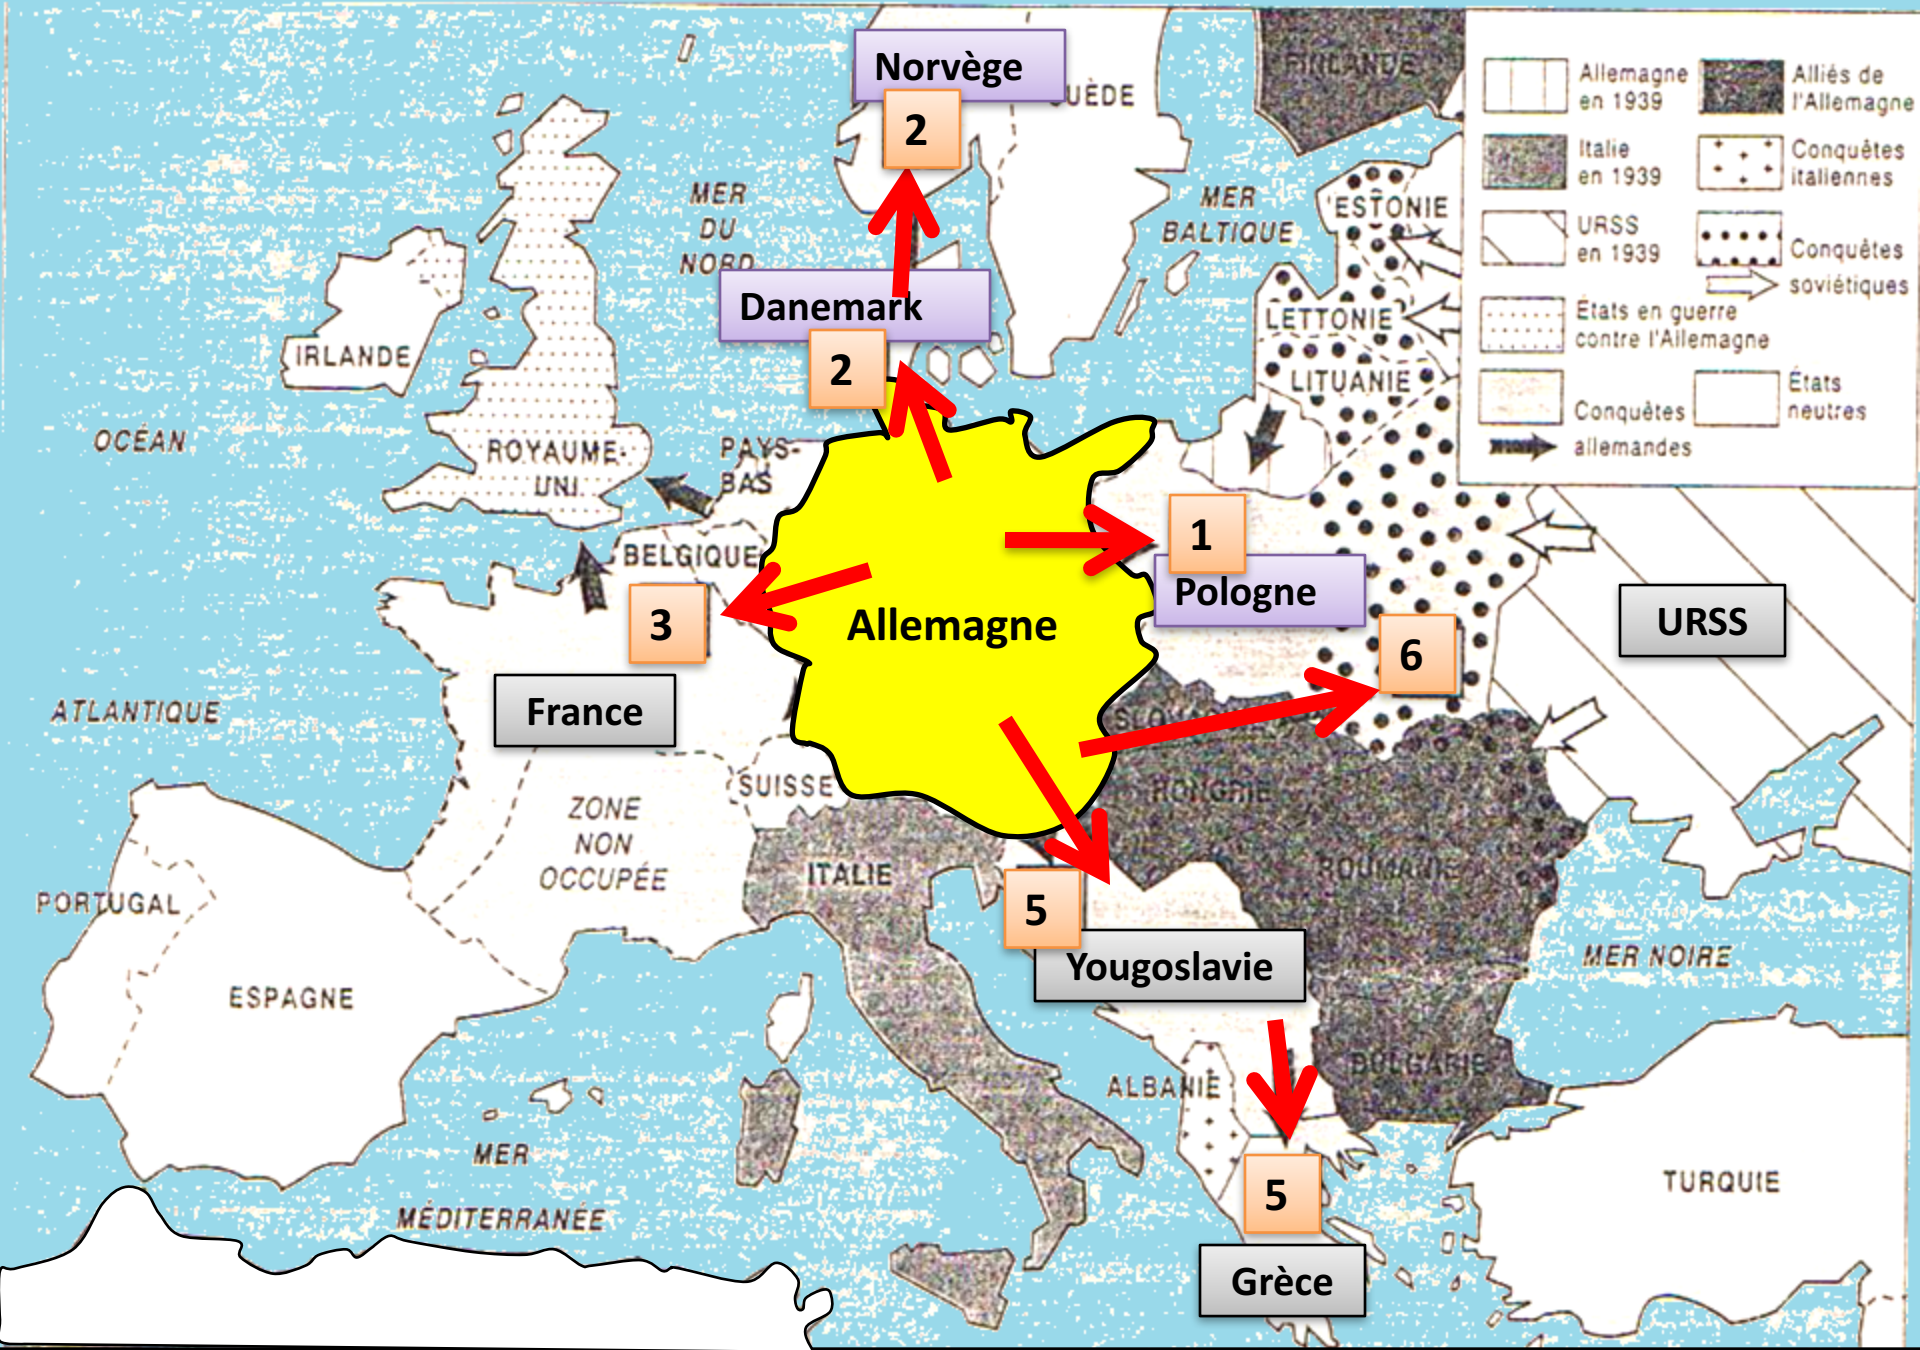 Norvège
2
UÈDE
FINLANDE
MER
DU
NORD
MER
BALTIQUE
ESTONIE
Danemark
2
LETTONIE
LITUANIE
IRLANDE
OCÉAN
ROYAUME-
UNI
PAYS-
BAS
BELGIQUE
1
Pologne
3
Allemagne
6
URSS
France
ATLANTIQUE
SUISSE
ZONE
NON
OCCUPÉE
HONGRIE
ROUMANIE
ITALIE
PORTUGAL
5
Yougoslavie
MER NOIRE
ESPAGNE
BULGARIE
ALBANIE
MER
MÉDITERRANÉE
5
TURQUIE
Grèce
Allemagne
en 1939
Alliés de
l'Allemagne
Italie
en 1939
Conquêtes
italiennes
URSS
en 1939
Conquêtes
soviétiques
États en guerre
contre l'Allemagne
Conquêtes
allemandes
États
neutres